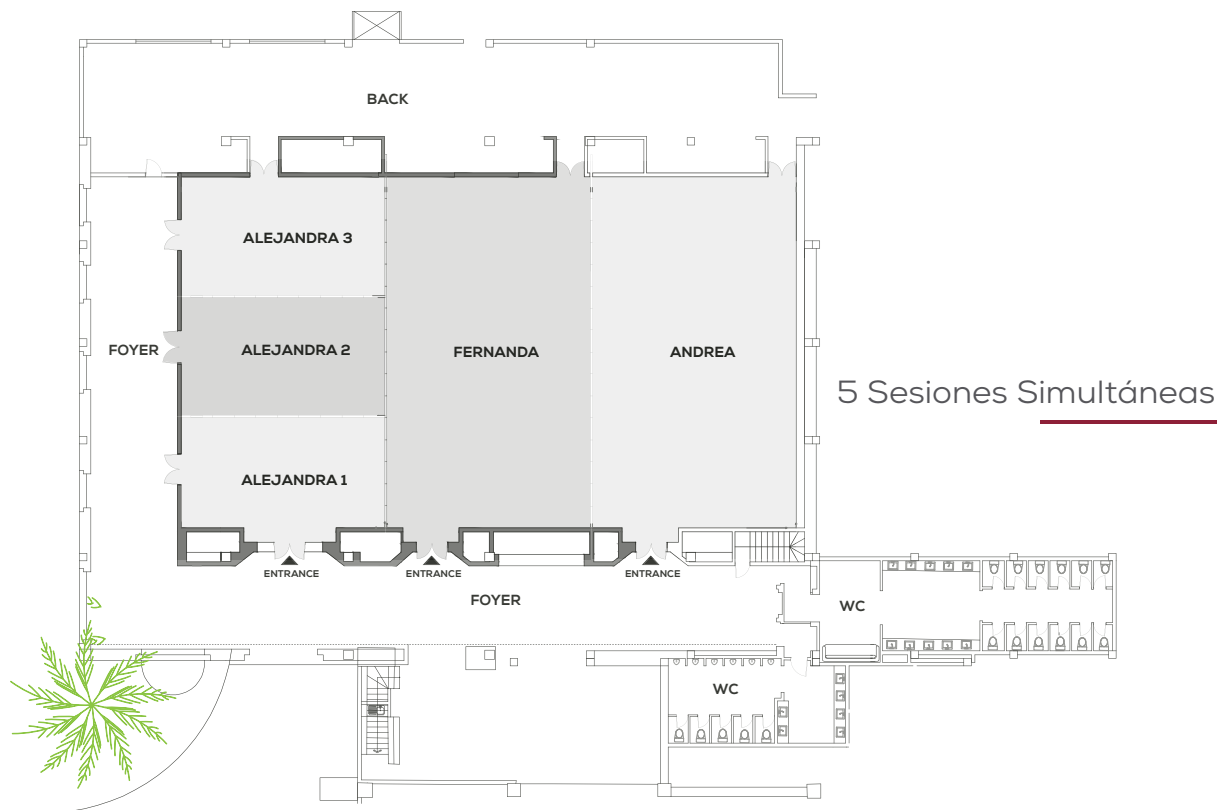 BACK
ALEJANDRA 3
FOYER
ALEJANDRA 2
FERNANDA
ANDREA
5 Sesiones Simultáneas
ALEJANDRA 1
ENTRANCE
ENTRANCE
ENTRANCE
FOYER
WC
WC